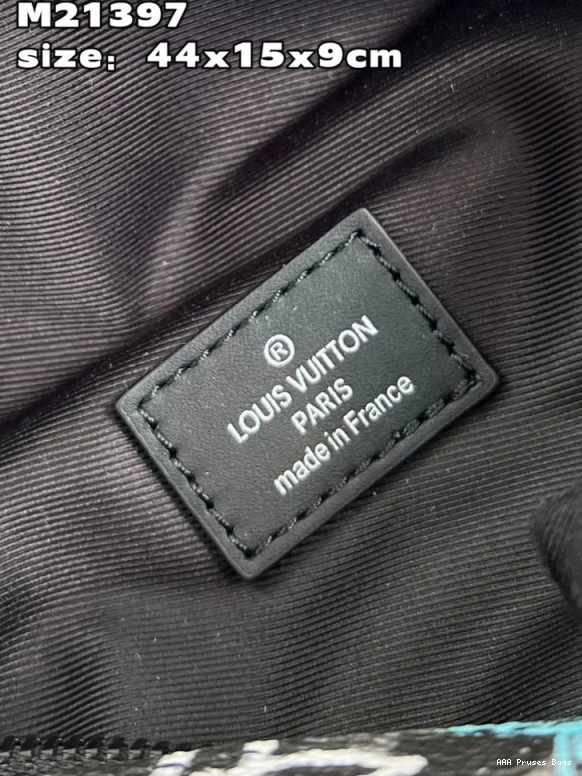 M21397
size： 44x15x9cm
®
LOUIS VUITTON
PARIS
made in France
AAA Pruses Bags